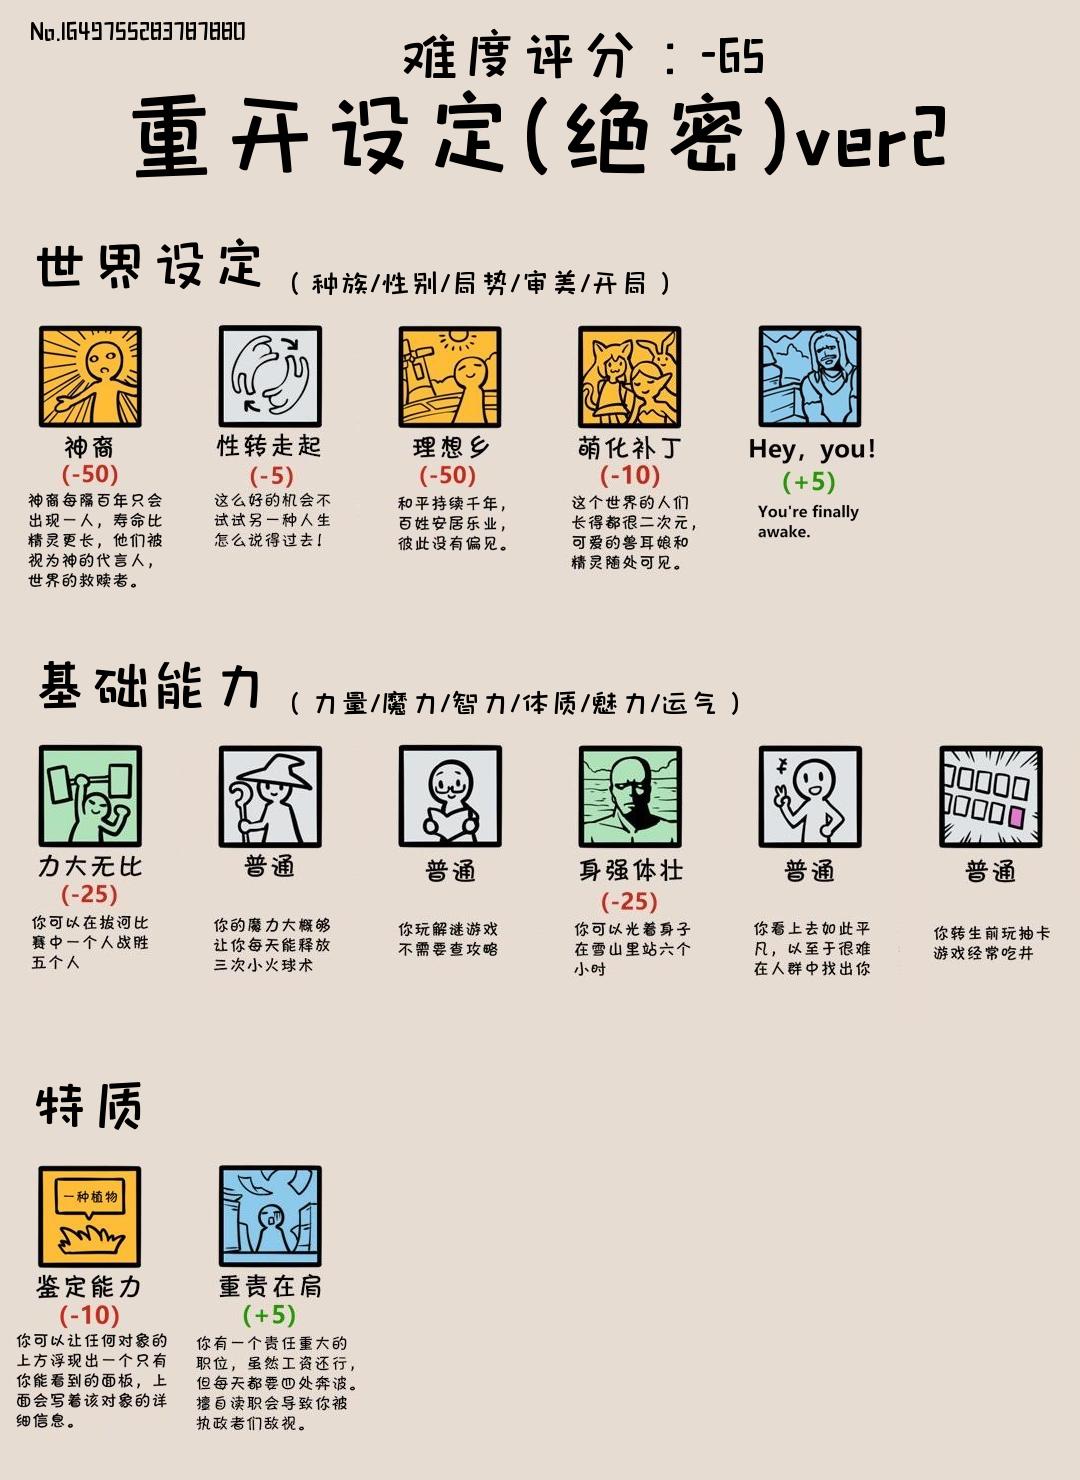 No.1649755283787880
难度评分：-65
重开设定(绝密)ver2
世界设定 （种族/性别/局势/审美/开局）
神裔
(-50)
神裔每隔百年只会
出现一人，寿命比
精灵更长，他们被
视为神的代言人，
世界的救赎者。
性转走起
(-5)
这么好的机会不
试试另一种人生
怎么说得过去！
理想乡
(-50)
和平持续千年，
百姓安居乐业，
彼此没有偏见。
萌化补丁
(-10)
这个世界的人们
长得都很二次元，
可爱的兽耳娘和
精灵随处可见。
Hey, you!
(+5)
You're finally
awake.
基础能力 （力量/魔力/智力/体质/魅力/运气）
力大无比
(-25)
你可以在拔河比
赛中一个人战胜
五个人
普通
你的魔力大概够
让你每天能释放
三次小火球术
普通
你玩解谜游戏
不需要查攻略
身强体壮
(-25)
你可以光着身子
在雪山里站六个
小时
普通
你看上去如此平
凡，以至于很难
在人群中找出你
普通
你转生前玩抽卡
游戏经常吃井
特质
一种植物
鉴定能力
(-10)
你可以让任何对象的
上方浮现出一个只有
你能看到的面板，上
面会写着该对象的详
细信息。
重责在肩
(+5)
你有一个责任重大的
职位，虽然工资还行，
但每天都要四处奔波。
擅自渎职会导致你被
执政者们敌视。